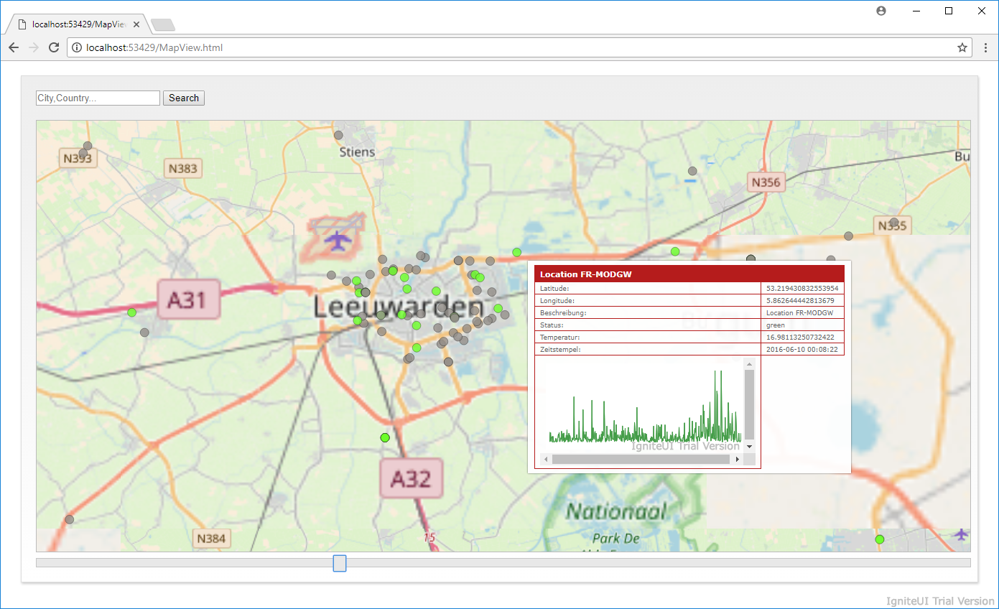 localhost:53429/MapView
localhost:53429/MapView.html
City,Country...
Search
Stiens
N393
N383
N356
Bu
N355
A31
Leeuwarden
Location FR-MODGW
Latitude: 53.219430832553954
Longitude: 5.862644442813679
Beschreibung: Location FR-MODGW
Status: green
Temperatur: 16.98113250732422
Zeitstempel: 2016-06-10 00:08:22
IgniteUI Trial Version
A32
Nationaal
Park De
N384
15
IgniteUI Trial Version